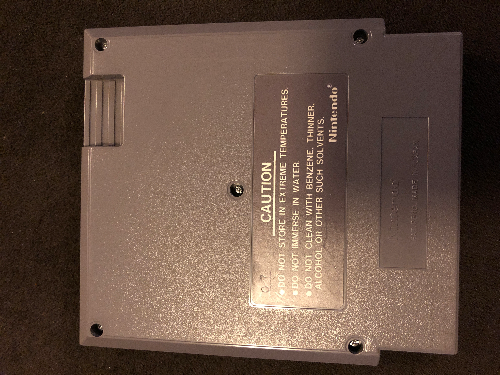 CAUTION
• DO NOT STORE IN EXTREME TEMPERATURES.
• DO NOT IMMERSE IN WATER
• DO NOT CLEAN WITH BENZENE, THINNER,
ALCOHOL OR OTHER SUCH SOLVENTS.
Nintendo®